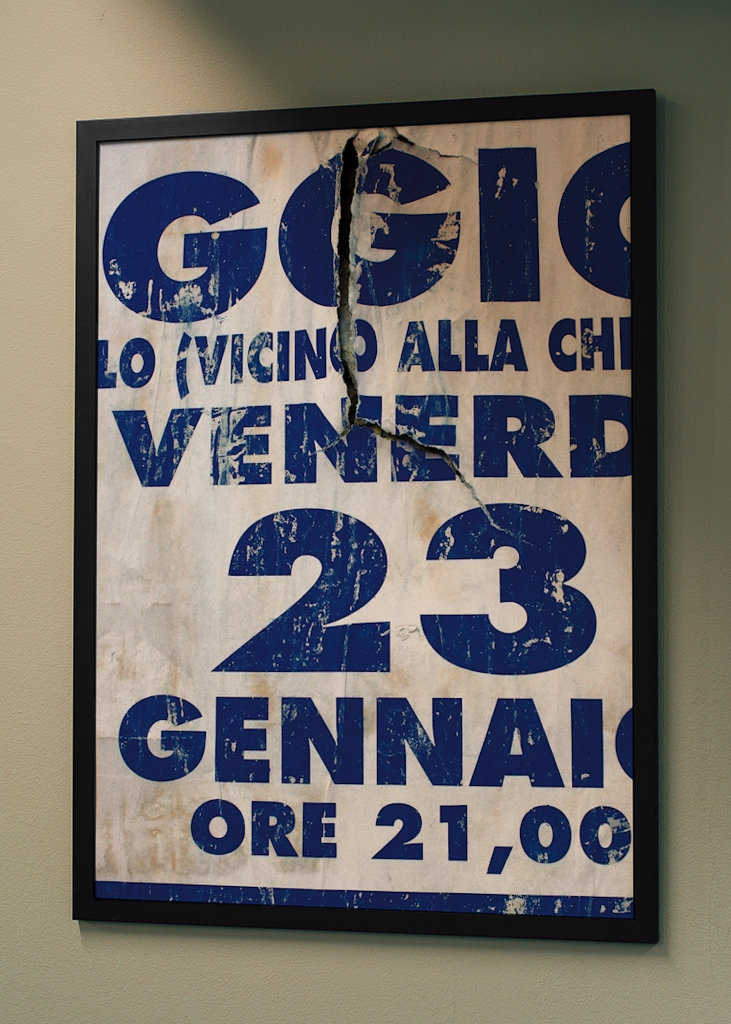 GGIO
LO (VICINO ALLA CHI
VENERD
23
GENNAIO
ORE 21,00